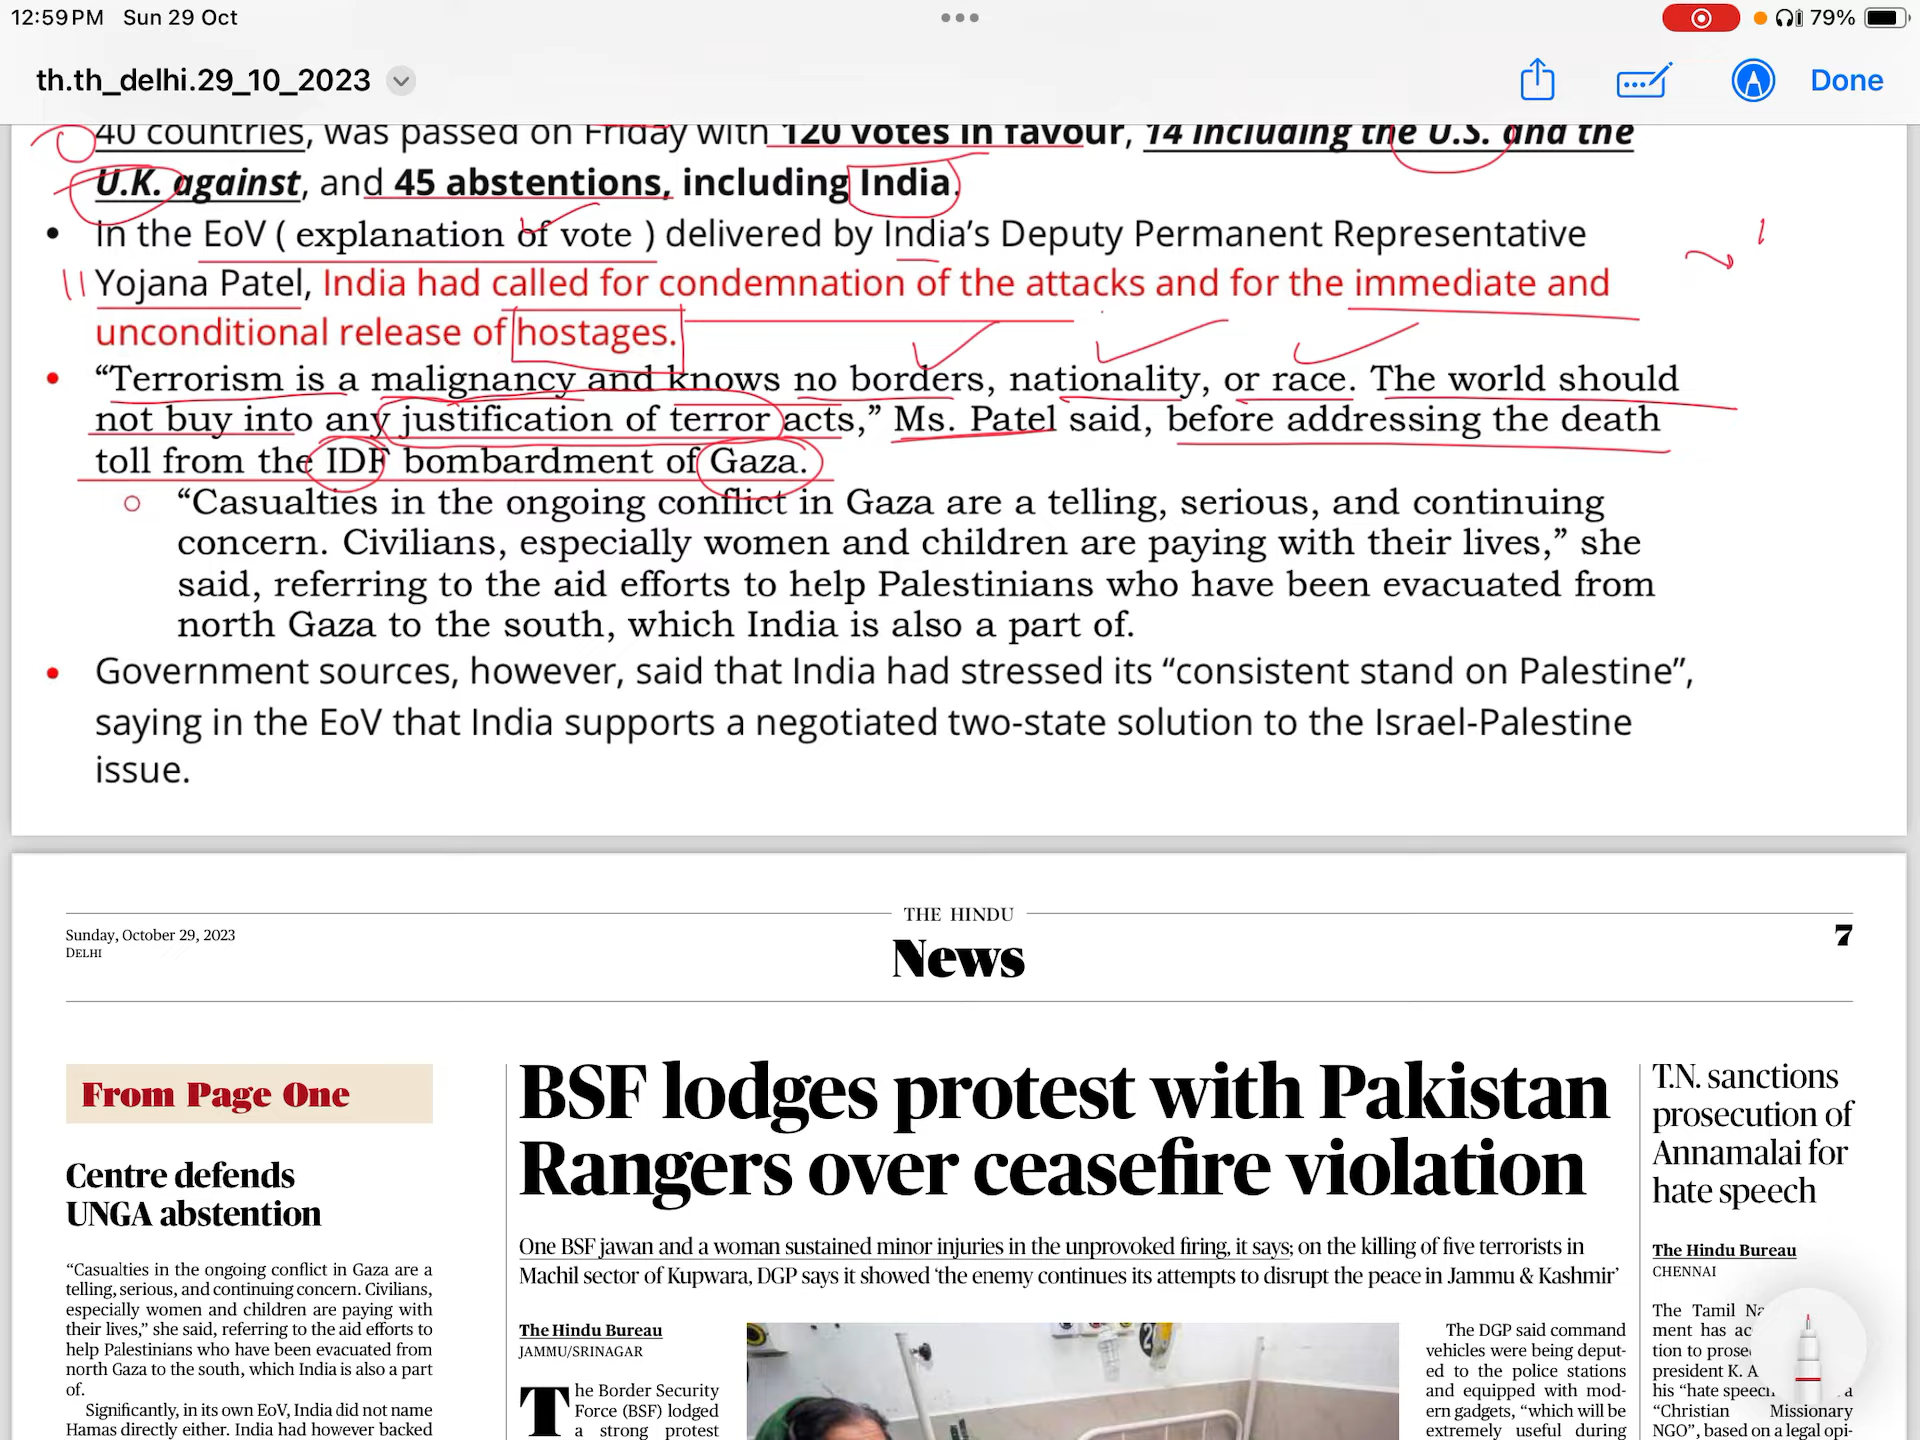 12:59 PM Sun 29 Oct
79%
th.th_delhi.29_10_2023
Done
40 countries, was passed on Friday with 120 votes in favour, 14 including the U.S. and the
U.K. against, and 45 abstentions, including India.
• In the EoV ( explanation of vote ) delivered by India's Deputy Permanent Representative
Yojana Patel, India had called for condemnation of the attacks and for the immediate and
unconditional release of hostages.
• “Terrorism is a malignancy and knows no borders, nationality, or race. The world should
not buy into any justification of terror acts,” Ms. Patel said, before addressing the death
toll from the IDF bombardment of Gaza.
“Casualties in the ongoing conflict in Gaza are a telling, serious, and continuing
concern. Civilians, especially women and children are paying with their lives,” she
said, referring to the aid efforts to help Palestinians who have been evacuated from
north Gaza to the south, which India is also a part of.
• Government sources, however, said that India had stressed its “consistent stand on Palestine”,
saying in the EoV that India supports a negotiated two-state solution to the Israel-Palestine
issue.
THE HINDU
Sunday, October 29, 2023
DELHI
News
7
From Page One
Centre defends
UNGA abstention
“Casualties in the ongoing conflict in Gaza are a
telling, serious, and continuing concern. Civilians,
especially women and children are paying with
their lives,” she said, referring to the aid efforts to
help Palestinians who have been evacuated from
north Gaza to the south, which India is also a part
of.
Significantly, in its own EoV, India did not name
Hamas directly either. India had however backed
BSF lodges protest with Pakistan
Rangers over ceasefire violation
One BSF jawan and a woman sustained minor injuries in the unprovoked firing, it says; on the killing of five terrorists in
Machil sector of Kupwara, DGP says it showed ‘the enemy continues its attempts to disrupt the peace in Jammu & Kashmir’
The Hindu Bureau
JAMMU/SRINAGAR
The Border Security
Force (BSF) lodged
a strong protest
2
The DGP said command
vehicles were being deput-
ed to the police stations
and equipped with mod-
ern gadgets, “which will be
extremely useful during
T.N. sanctions
prosecution of
Annamalai for
hate speech
The Hindu Bureau
CHENNAI
The Tamil
ment has
tion to
president K. A
his “hate a
“Christian Missionary
NGO”, based on a legal opi-